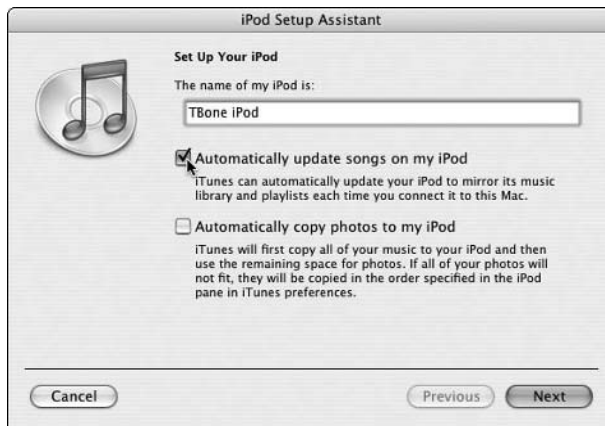 iPod Setup Assistant
Set Up Your iPod
The name of my iPod is:
TBone iPod
Automatically update songs on my iPod
iTunes can automatically update your iPod to mirror its music
library and playlists each time you connect it to this Mac.
Automatically copy photos to my iPod
iTunes will first copy all of your music to your iPod and then
use the remaining space for photos. If all of your photos will
not fit, they will be copied in the order specified in the iPod
pane in iTunes preferences.
Cancel
Previous
Next